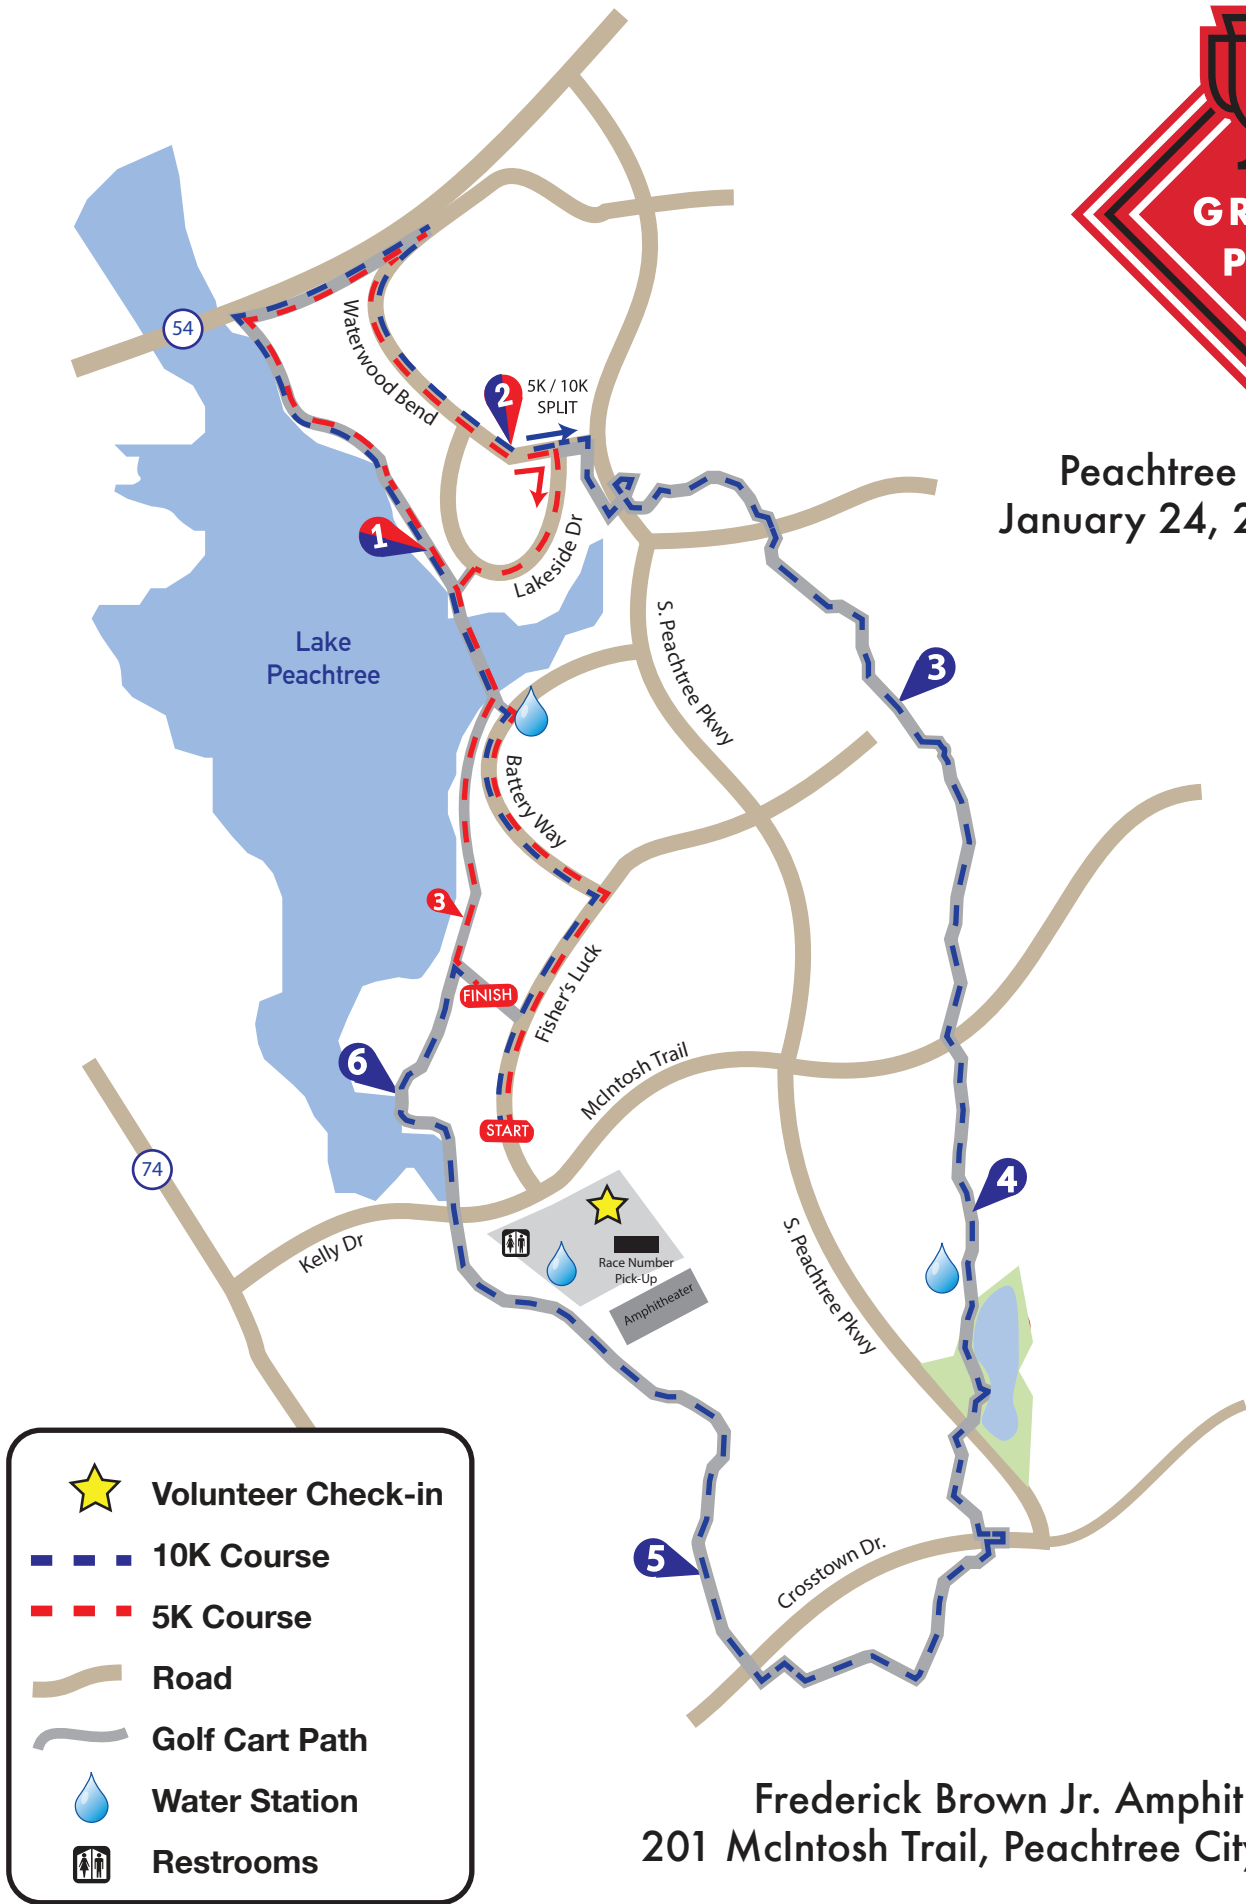 GR
P
54
Waterwood Bend
2
5K / 10K
SPLIT
Peachtree
January 24, 2
1
Lakeside Dr
Lake
Peachtree
S. Peachtree Pkwy
3
Battery Way
3
FINISH
Fisher's Luck
6
McIntosh Trail
START
74
4
Kelly Dr
Race Number
Pick-Up
Amphitheater
S. Peachtree Pkwy
5
Crosstown Dr.
Volunteer Check-in
10K Course
5K Course
Road
Golf Cart Path
Water Station
Restrooms
Frederick Brown Jr. Amphit
201 McIntosh Trail, Peachtree City